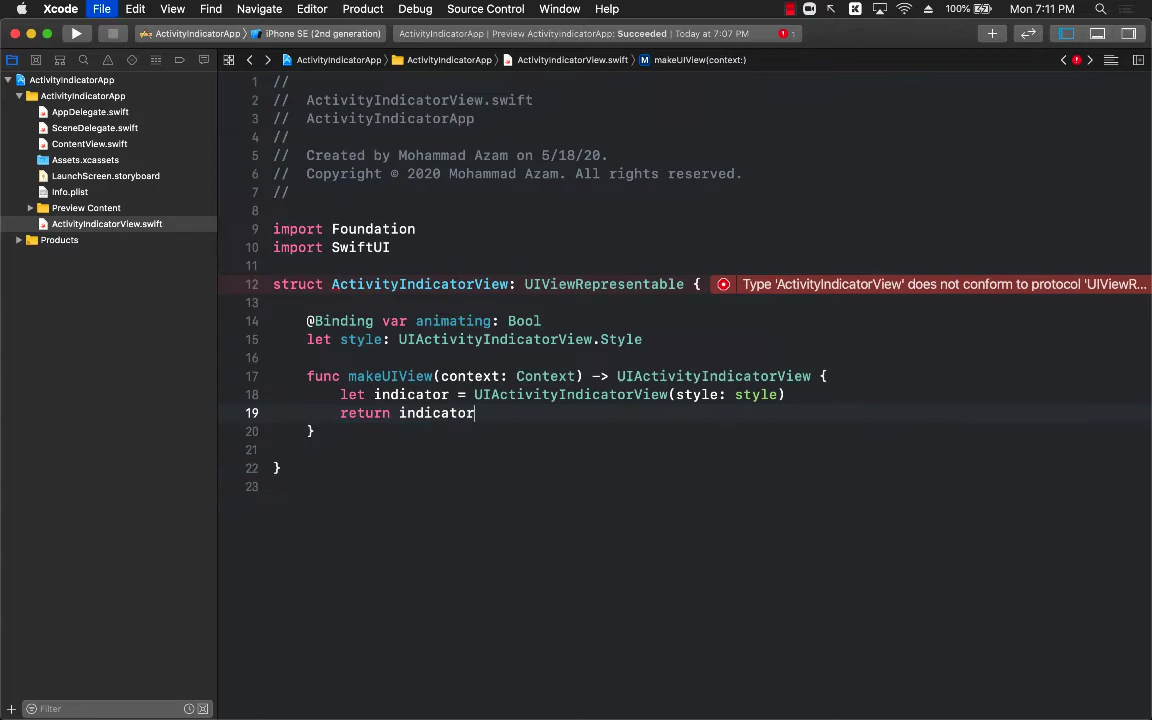 Xcode File Edit View Find Navigate Editor Product Debug Source Control Window Help 100% Mon 7:11 PM
ActivityIndicatorApp iPhone SE (2nd generation) ActivityIndicatorApp | Preview ActivityIndicatorApp: Succeeded | Today at 7:07 PM 1
ActivityIndicatorApp ActivityIndicatorApp ActivityIndicatorView.swift M makeUIView(context:)
ActivityIndicatorApp
ActivityIndicatorApp
AppDelegate.swift
SceneDelegate.swift
ContentView.swift
Assets.xcassets
LaunchScreen.storyboard
Info.plist
Preview Content
ActivityIndicatorView.swift
Products
1 //
2 // ActivityIndicatorView.swift
3 // ActivityIndicatorApp
4 //
5 // Created by Mohammad Azam on 5/18/20.
6 // Copyright © 2020 Mohammad Azam. All rights reserved.
7 //
8
9 import Foundation
10 import SwiftUI
11
12 struct ActivityIndicatorView: UIViewRepresentable { Type 'ActivityIndicatorView' does not conform to protocol 'UIViewR...
13
14 @Binding var animating: Bool
15 let style: UIActivityIndicatorView.Style
16
17 func makeUIView(context: Context) -> UIActivityIndicatorView {
18 let indicator = UIActivityIndicatorView(style: style)
19 return indicator
20 }
21
22 }
23
Filter